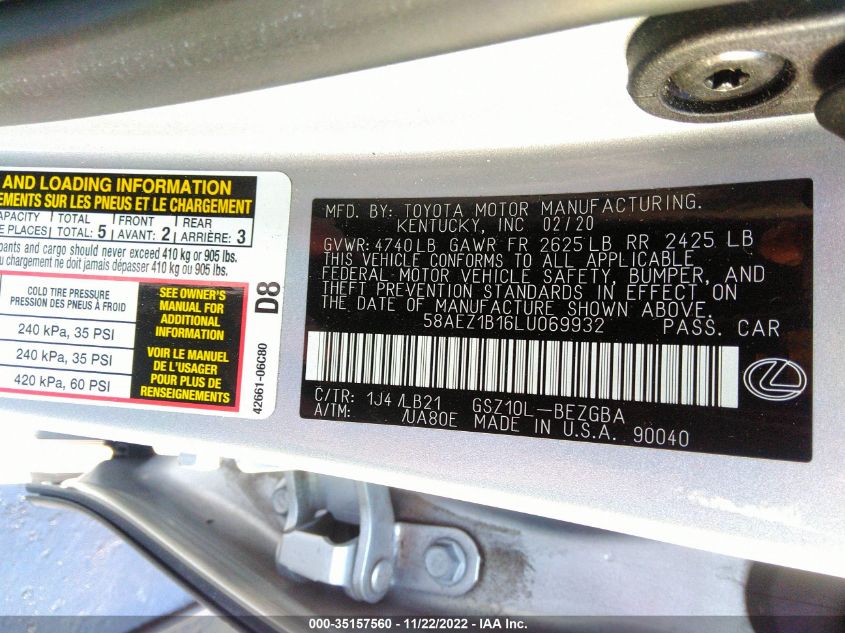 AND LOADING INFORMATION
EMENTS SUR LES PNEUS ET LE CHARGEMENT
APACITY TOTAL FRONT REAR
E PLACES TOTAL: 5 AVANT: 2 ARRIÈRE: 3
pants and cargo should never exceed 410 kg or 905 lbs.
u chargement ne doit jamais dépasser 410 kg ou 905 lbs.
COLD TIRE PRESSURE
PRESSION DES PNEUS À FROID
240 kPa, 35 PSI
240 kPa, 35 PSI
420 kPa, 60 PSI
SEE OWNER'S
MANUAL FOR
ADDITIONAL
INFORMATION
VOIR LE MANUEL
DE L'USAGER
POUR PLUS DE
RENSEIGNEMENTS
D8
42661-06C80
MFD. BY: TOYOTA MOTOR MANUFACTURING.
KENTUCKY, INC 02/20
GVWR: 4740LB GAWR FR 2625LB RR 2425 LB
THIS VEHICLE CONFORMS TO ALL APPLICABLE
FEDERAL MOTOR VEHICLE SAFETY, BUMPER, AND
THEFT PREVENTION STANDARDS IN EFFECT ON
THE DATE OF MANUFACTURE SHOWN ABOVE.
58AEZ1B16LU069932 PASS. CAR
C/TR: 1J4/LB21 GSZ10L-BEZGBA
A/TM: /UA80E MADE IN U.S.A. 90040
000-35157560 - 11/22/2022 - IAA Inc.